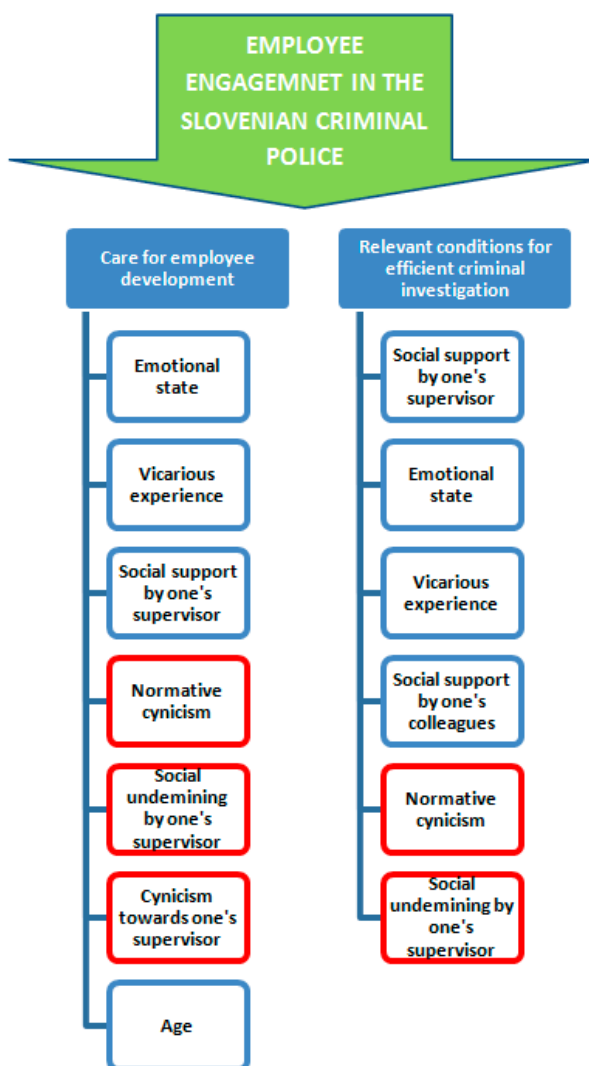 EMPLOYEE
ENGAGEMNET IN THE
SLOVENIAN CRIMINAL
POLICE
Care for employee
development
Emotional
state
Vicarious
experience
Social support
by one's
supervisor
Normative
cynicism
Social
undemining
by one's
supervisor
Cynicism
towards one's
supervisor
Age
Relevant conditions for
efficient criminal
investigation
Social support
by one's
supervisor
Emotional
state
Vicarious
experience
Social support
by one's
colleagues
Normative
cynicism
Social
undemining by
one's
supervisor